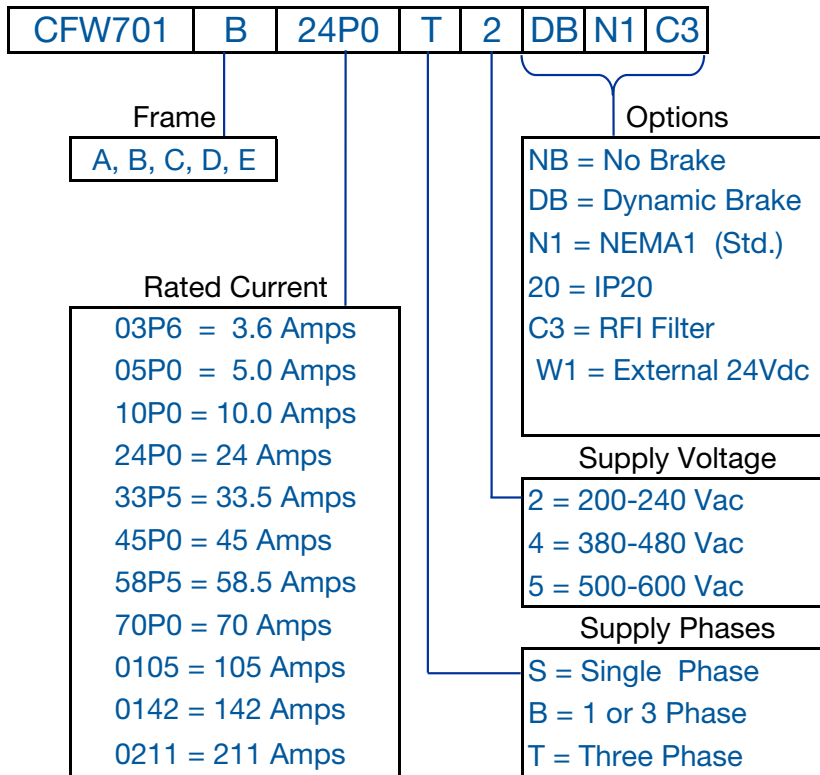 CFW701 B 24P0 T 2 DB N1 C3
Frame
A, B, C, D, E
Rated Current
03P6 = 3.6 Amps
05P0 = 5.0 Amps
10P0 = 10.0 Amps
24P0 = 24 Amps
33P5 = 33.5 Amps
45P0 = 45 Amps
58P5 = 58.5 Amps
70P0 = 70 Amps
0105 = 105 Amps
0142 = 142 Amps
0211 = 211 Amps
Options
NB = No Brake
DB = Dynamic Brake
N1 = NEMA1 (Std.)
20 = IP20
C3 = RFI Filter
W1 = External 24Vdc
Supply Voltage
2 = 200-240 Vac
4 = 380-480 Vac
5 = 500-600 Vac
Supply Phases
S = Single Phase
B = 1 or 3 Phase
T = Three Phase